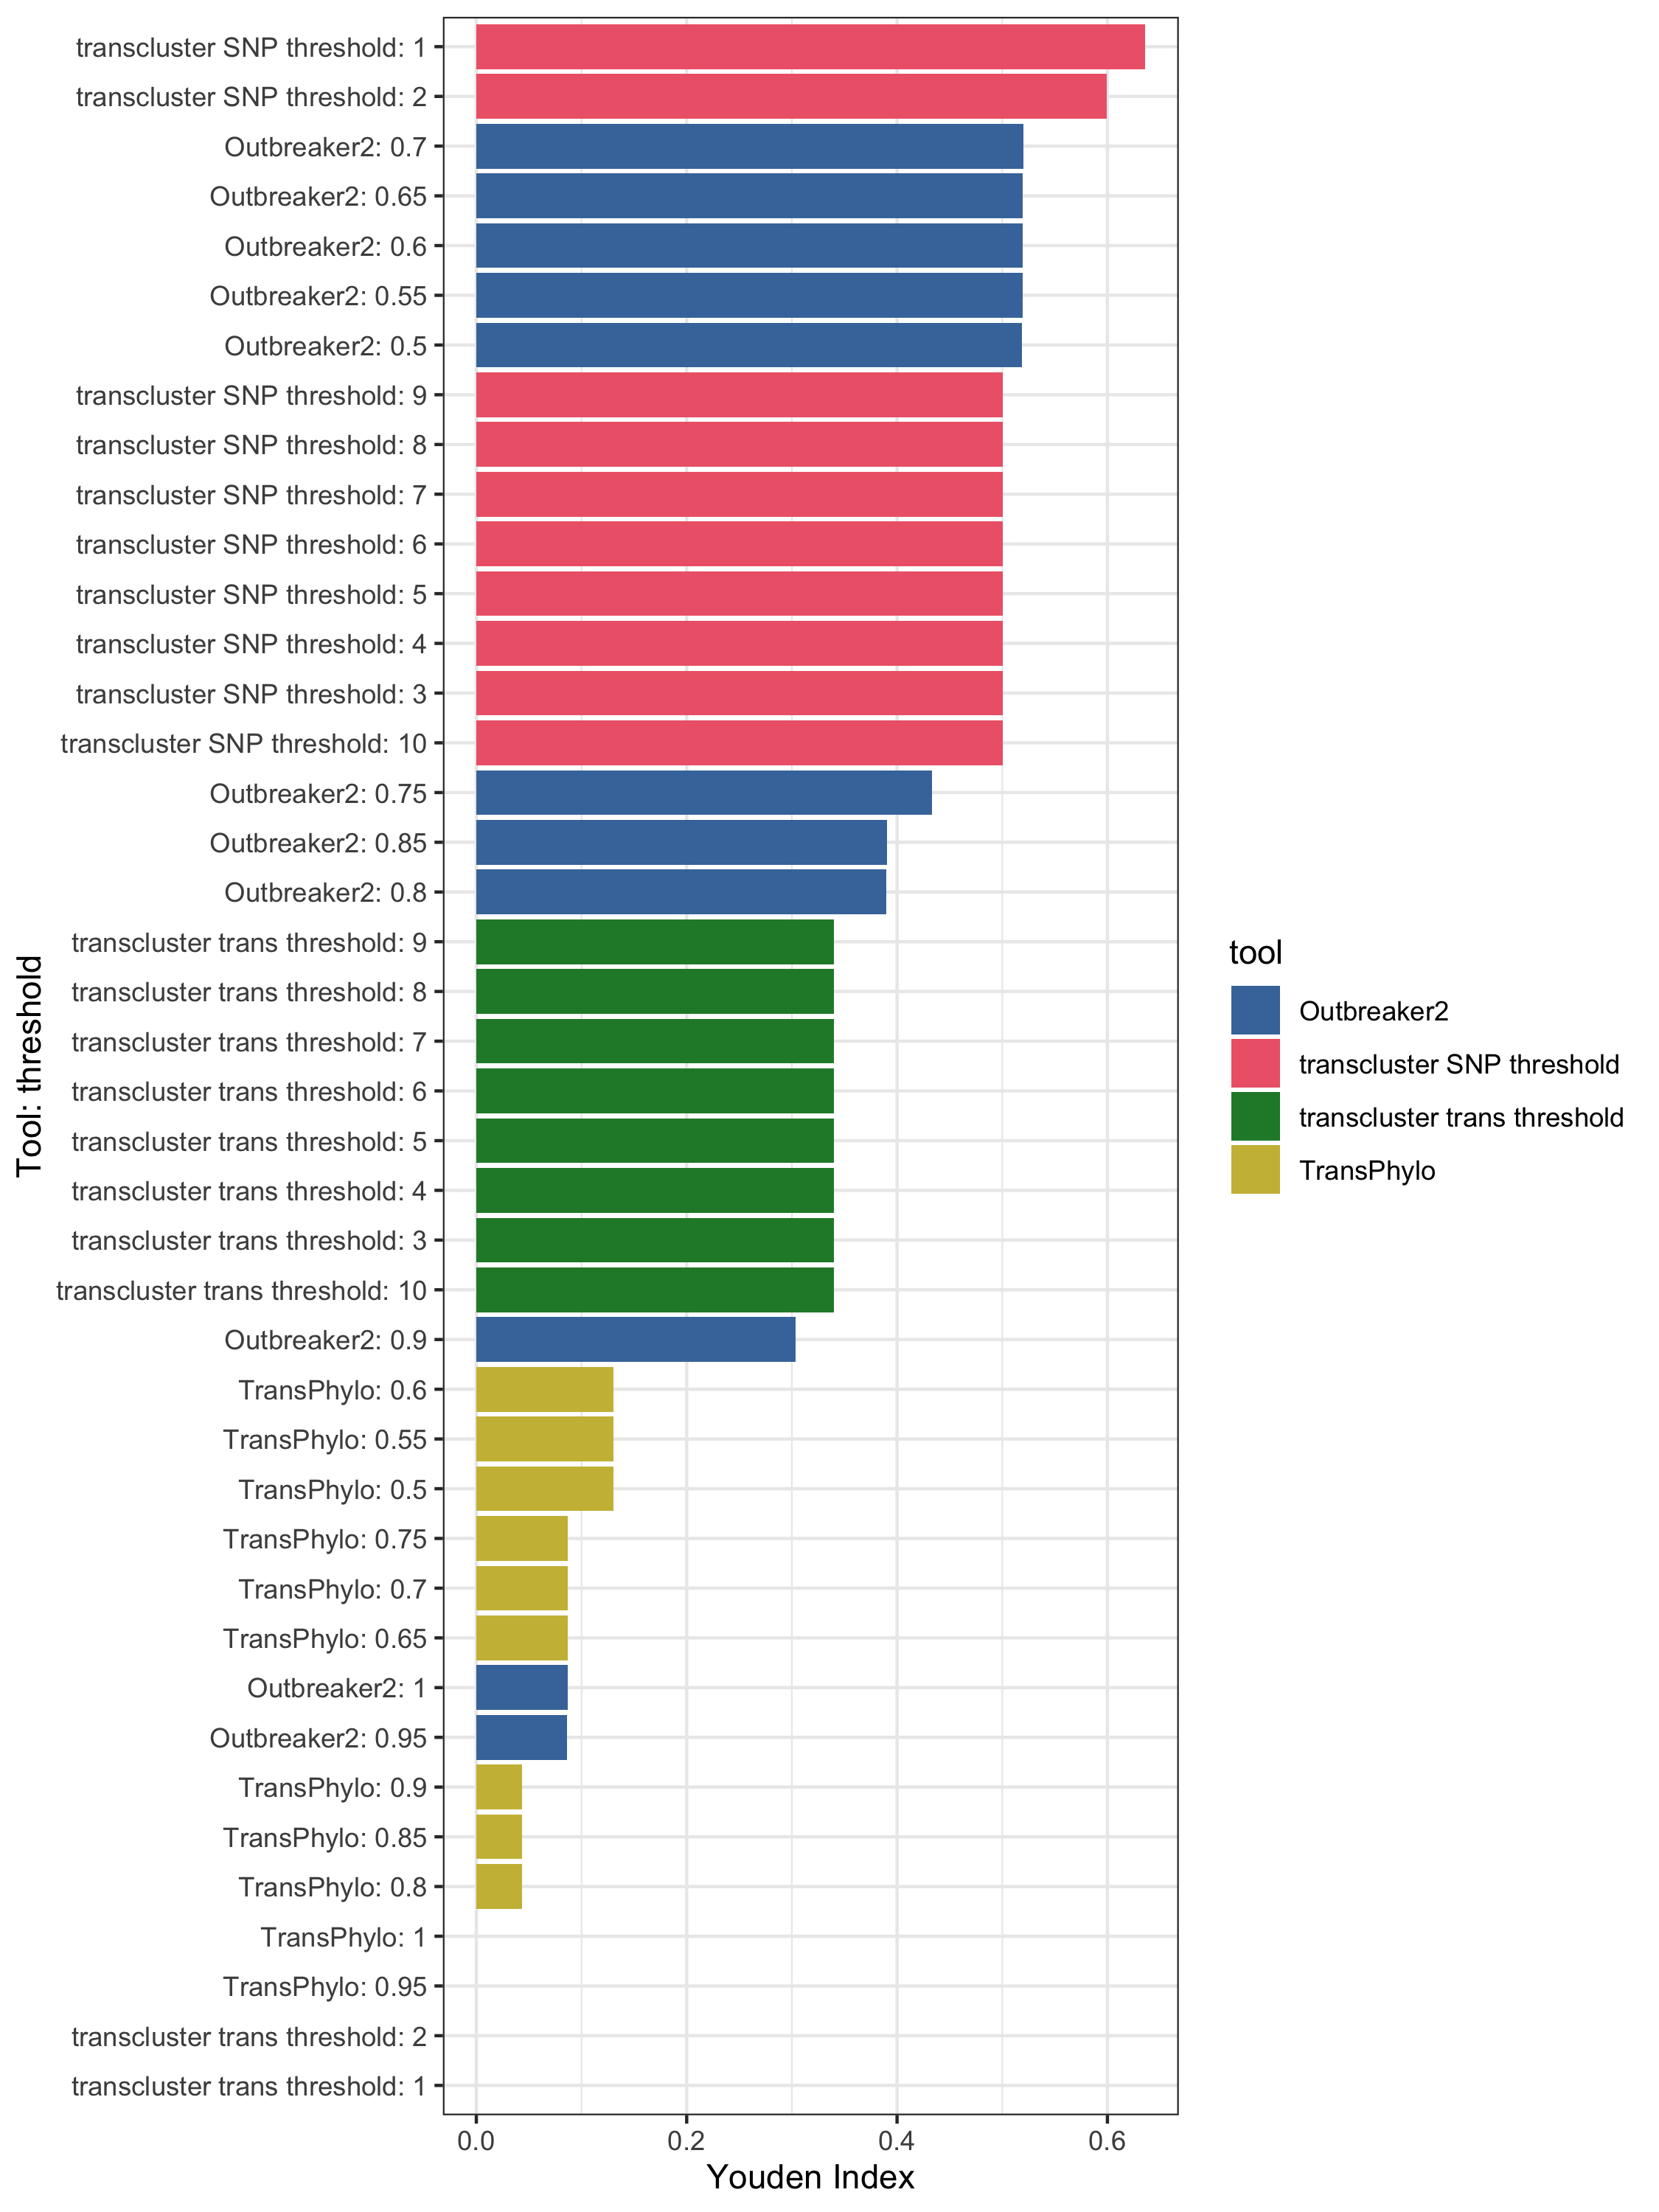 transcluster SNP threshold: 1
transcluster SNP threshold: 2
Outbreaker2: 0.7
Outbreaker2: 0.65
Outbreaker2: 0.6
Outbreaker2: 0.55
Outbreaker2: 0.5
transcluster SNP threshold: 9
transcluster SNP threshold: 8
transcluster SNP threshold: 7
transcluster SNP threshold: 6
transcluster SNP threshold: 5
transcluster SNP threshold: 4
transcluster SNP threshold: 3
transcluster SNP threshold: 10
Outbreaker2: 0.75
Outbreaker2: 0.85
Outbreaker2: 0.8
transcluster trans threshold: 9
transcluster trans threshold: 8
transcluster trans threshold: 7
transcluster trans threshold: 6
transcluster trans threshold: 5
transcluster trans threshold: 4
transcluster trans threshold: 3
transcluster trans threshold: 10
Outbreaker2: 0.9
TransPhylo: 0.6
TransPhylo: 0.55
TransPhylo: 0.5
TransPhylo: 0.75
TransPhylo: 0.7
TransPhylo: 0.65
Outbreaker2: 1
Outbreaker2: 0.95
TransPhylo: 0.9
TransPhylo: 0.85
TransPhylo: 0.8
TransPhylo: 1
TransPhylo: 0.95
transcluster trans threshold: 2
transcluster trans threshold: 1
Tool: threshold
0.0 0.2 0.4 0.6
Youden Index
tool
Outbreaker2
transcluster SNP threshold
transcluster trans threshold
TransPhylo